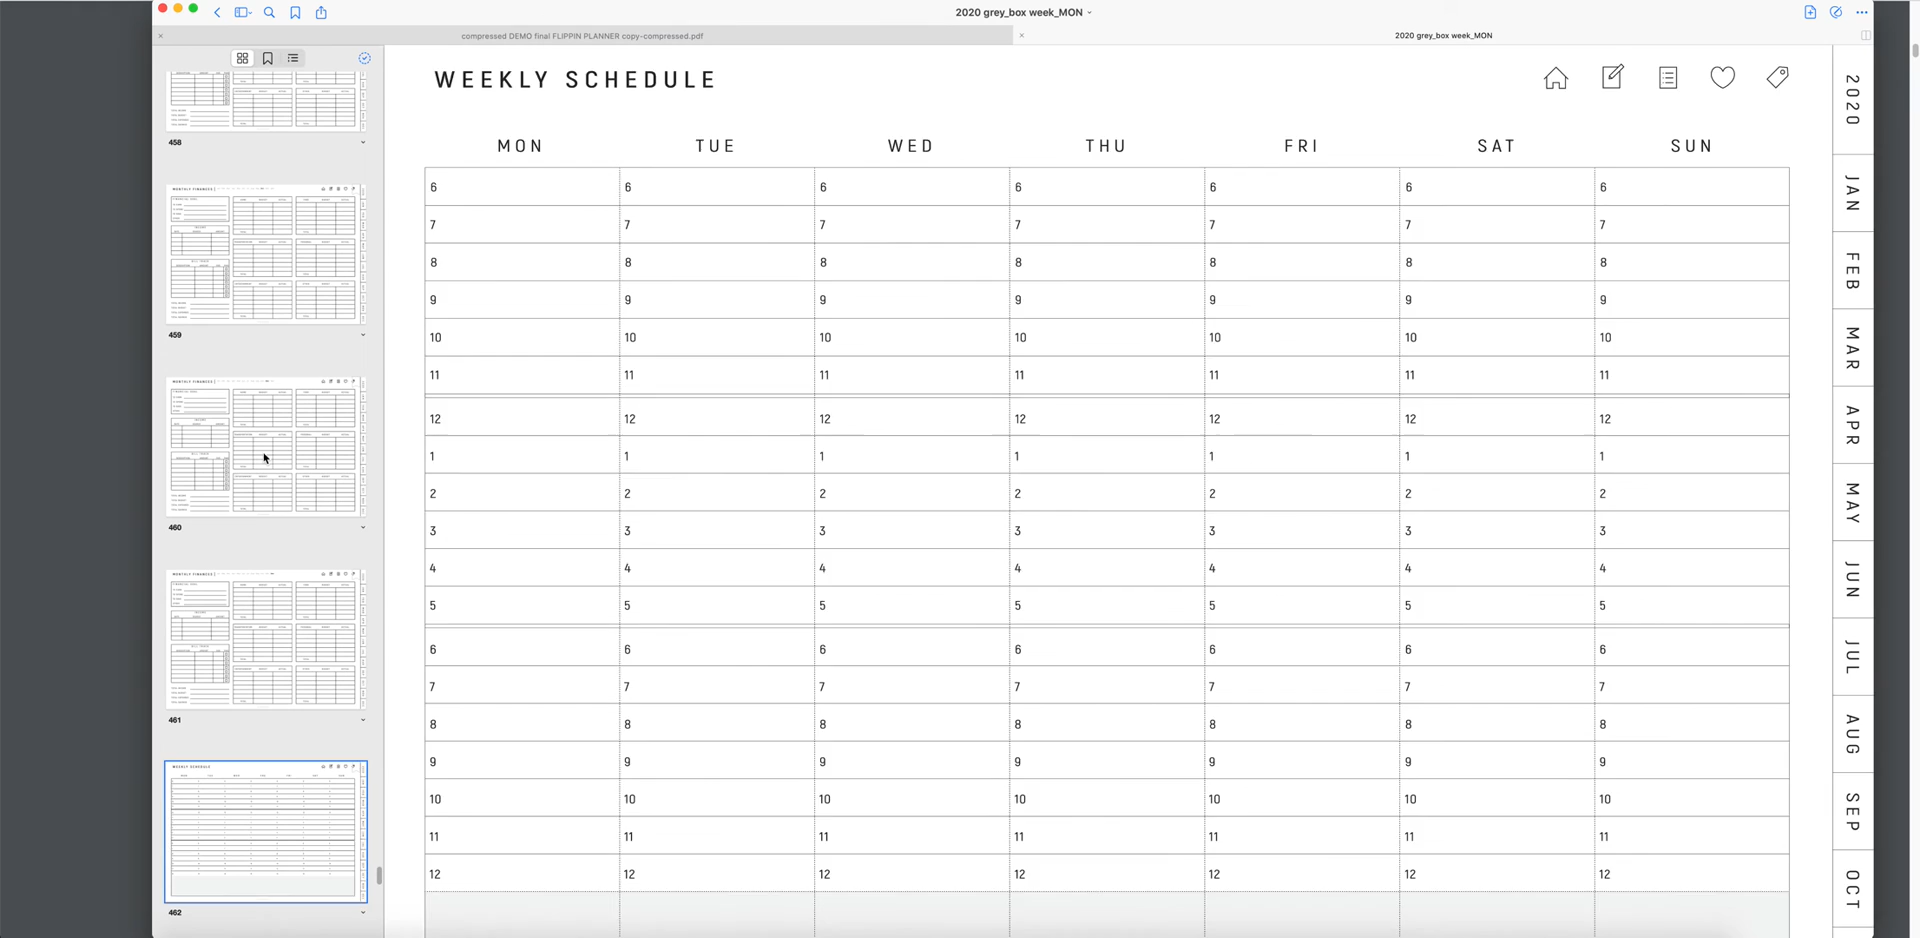 2020 grey_box week_MON
compressed DEMO final FLIPPIN PLANNER copy-compressed.pdf
2020 grey_box week_MON
458
MONTHLY FINANCES
459
MONTHLY FINANCES
460
MONTHLY FINANCES
461
WEEKLY SCHEDULE
462
WEEKLY SCHEDULE
MON TUE WED THU FRI SAT SUN
6 6 6 6 6 6 6
7 7 7 7 7 7 7
8 8 8 8 8 8 8
9 9 9 9 9 9 9
10 10 10 10 10 10 10
11 11 11 11 11 11 11
12 12 12 12 12 12 12
1 1 1 1 1 1 1
2 2 2 2 2 2 2
3 3 3 3 3 3 3
4 4 4 4 4 4 4
5 5 5 5 5 5 5
6 6 6 6 6 6 6
7 7 7 7 7 7 7
8 8 8 8 8 8 8
9 9 9 9 9 9 9
10 10 10 10 10 10 10
11 11 11 11 11 11 11
12 12 12 12 12 12 12
2020
JAN
FEB
MAR
APR
MAY
JUN
JUL
AUG
SEP
OCT